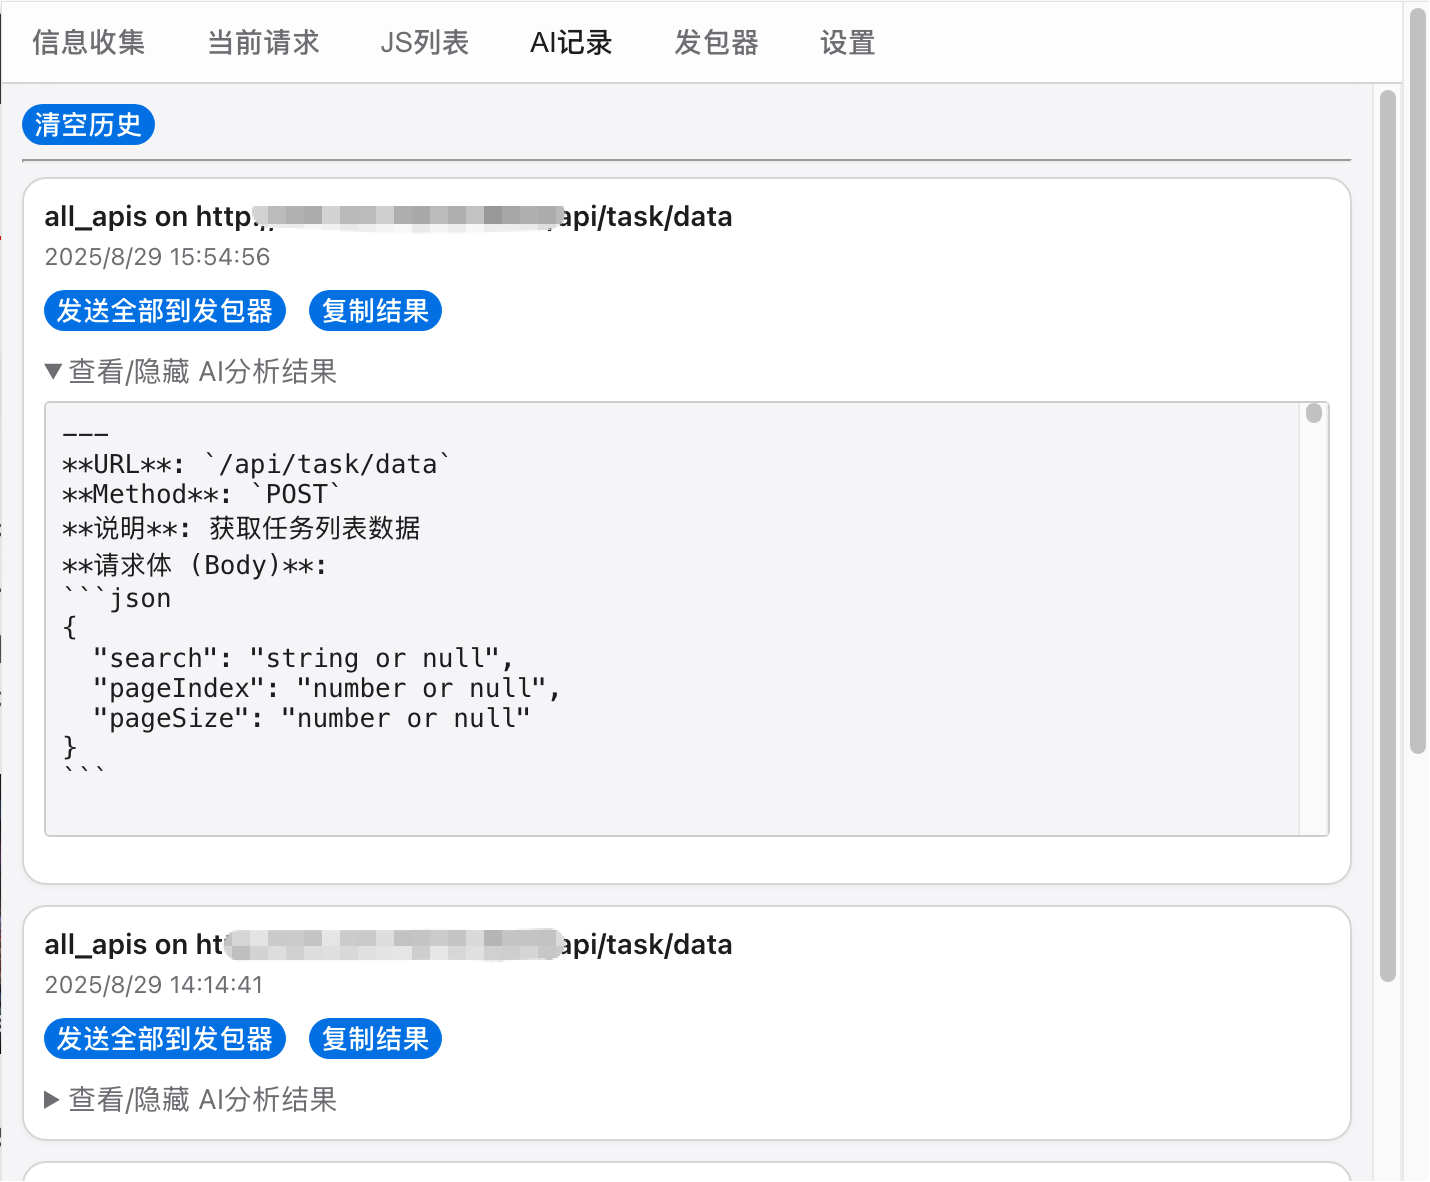 信息收集 当前请求 JS列表 AI记录 发包器 设置
清空历史
all_apis on http:// api/task/data
2025/8/29 15:54:56
发送全部到发包器 复制结果
▼查看/隐藏 AI分析结果
---
**URL**: `/api/task/data`
**Method**: `POST`
**说明**: 获取任务列表数据
**请求体 (Body)**:
```json
{
  "search": "string or null",
  "pageIndex": "number or null",
  "pageSize": "number or null"
}
```
all_apis on ht api/task/data
2025/8/29 14:14:41
发送全部到发包器 复制结果
▶查看/隐藏 AI分析结果